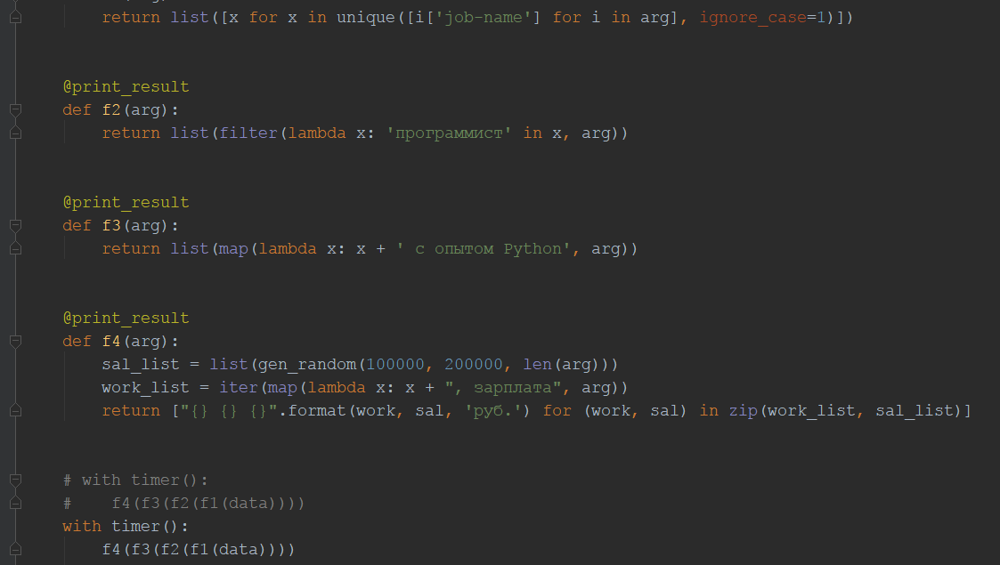 return list([x for x in unique([i['job-name'] for i in arg], ignore_case=1)])
@print_result
def f2(arg):
return list(filter(lambda x: 'программист' in x, arg))
@print_result
def f3(arg):
return list(map(lambda x: x + ' с опытом Python', arg))
@print_result
def f4(arg):
sal_list = list(gen_random(100000, 200000, len(arg)))
work_list = iter(map(lambda x: x + ", зарплата", arg))
return ["{} {} {}".format(work, sal, 'руб.') for (work, sal) in zip(work_list, sal_list)]
# with timer():
#    f4(f3(f2(f1(data))))
with timer():
f4(f3(f2(f1(data))))